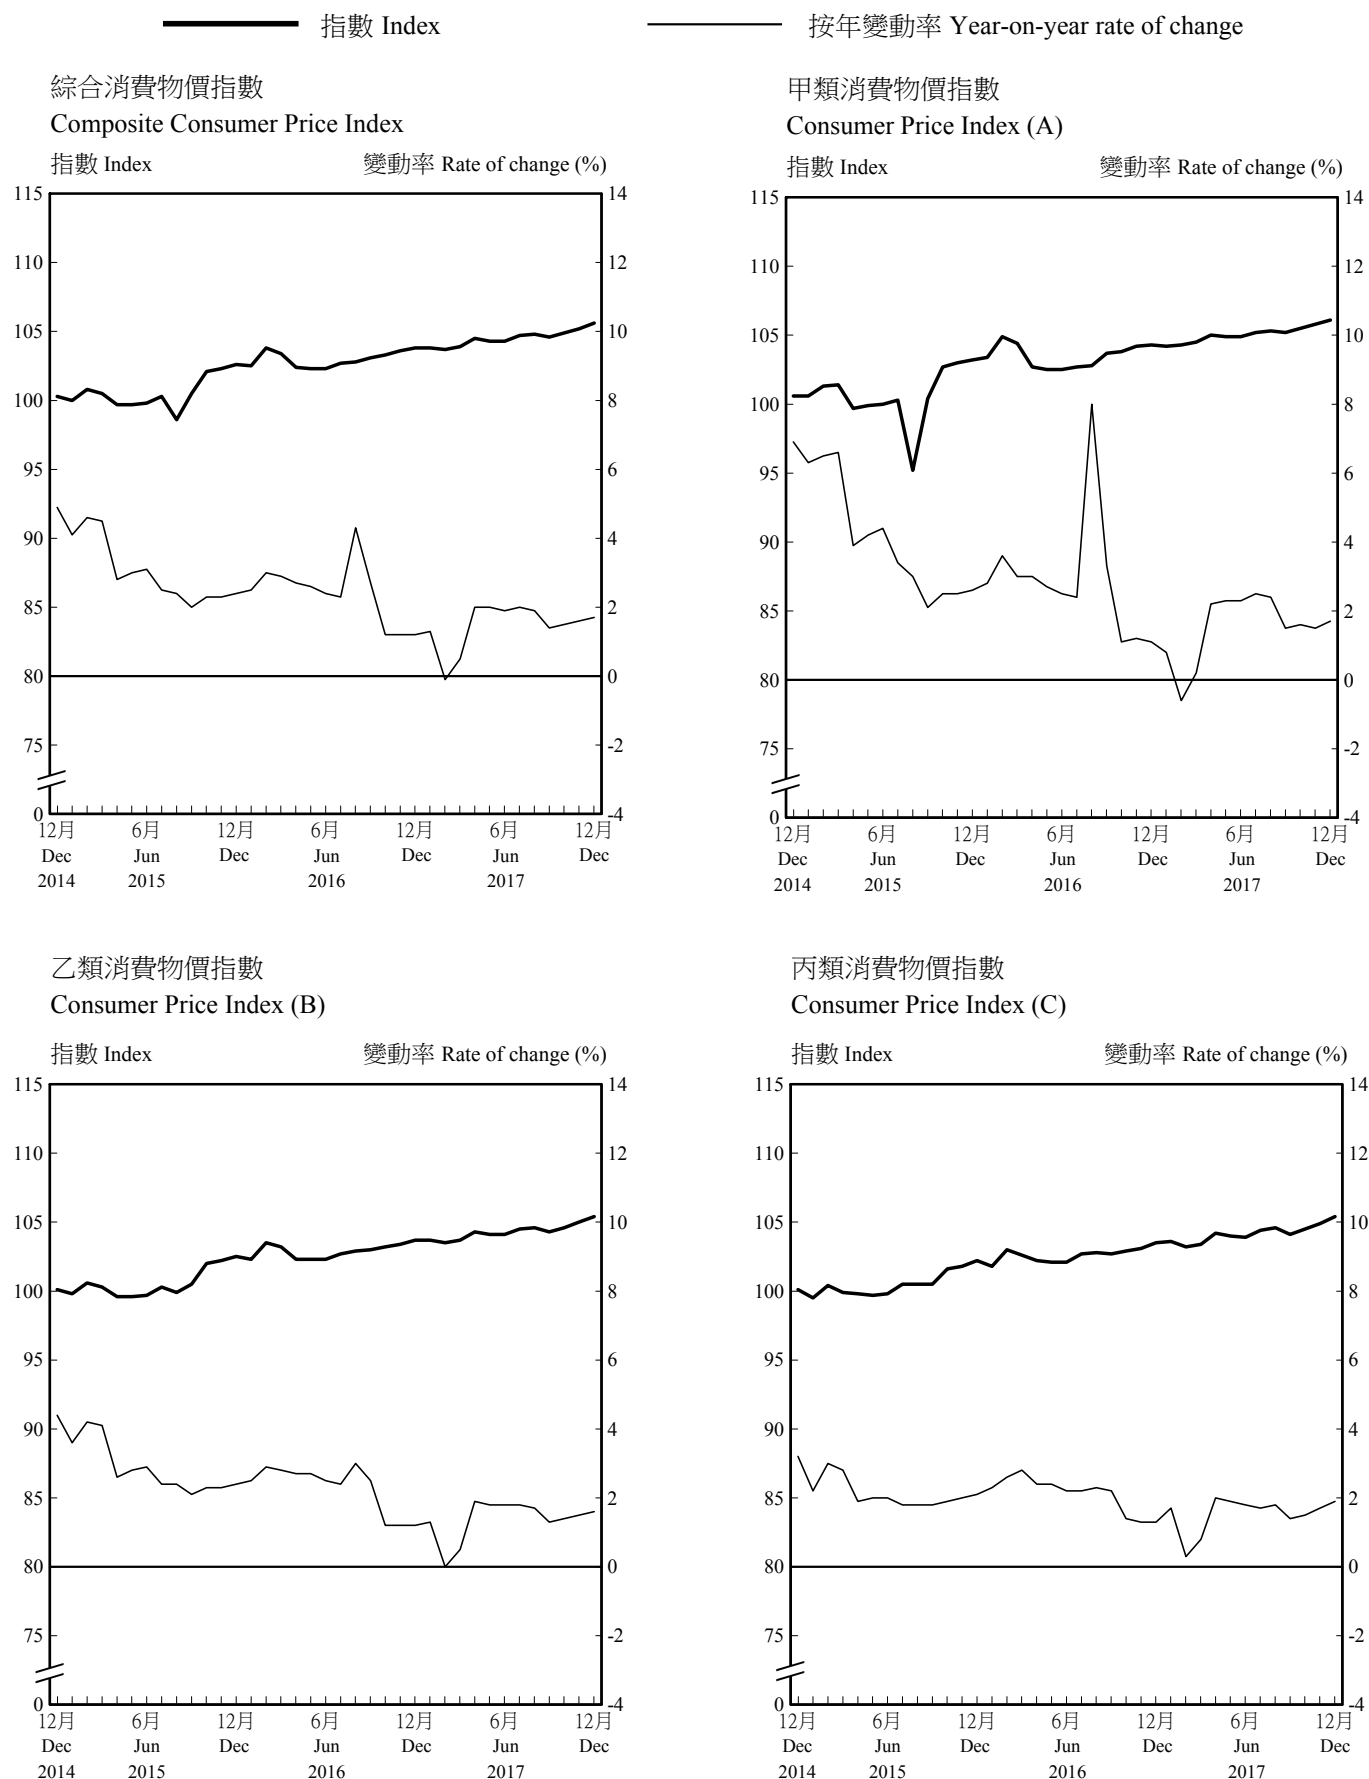 指數 Index
按年變動率 Year-on-year rate of change
綜合消費物價指數
Composite Consumer Price Index
指數 Index 變動率 Rate of change (%)
115 14
110 12
105 10
100 8
95 6
90 4
85 2
80 0
75 -2
0 -4
12月 6月 12月 6月 12月 6月 12月
Dec Jun Dec Jun Dec Jun Dec
2014 2015 2016 2017
甲類消費物價指數
Consumer Price Index (A)
指數 Index 變動率 Rate of change (%)
115 14
110 12
105 10
100 8
95 6
90 4
85 2
80 0
75 -2
0 -4
12月 6月 12月 6月 12月 6月 12月
Dec Jun Dec Jun Dec Jun Dec
2014 2015 2016 2017
乙類消費物價指數
Consumer Price Index (B)
指數 Index 變動率 Rate of change (%)
115 14
110 12
105 10
100 8
95 6
90 4
85 2
80 0
75 -2
0 -4
12月 6月 12月 6月 12月 6月 12月
Dec Jun Dec Jun Dec Jun Dec
2014 2015 2016 2017
丙類消費物價指數
Consumer Price Index (C)
指數 Index 變動率 Rate of change (%)
115 14
110 12
105 10
100 8
95 6
90 4
85 2
80 0
75 -2
0 -4
12月 6月 12月 6月 12月 6月 12月
Dec Jun Dec Jun Dec Jun Dec
2014 2015 2016 2017